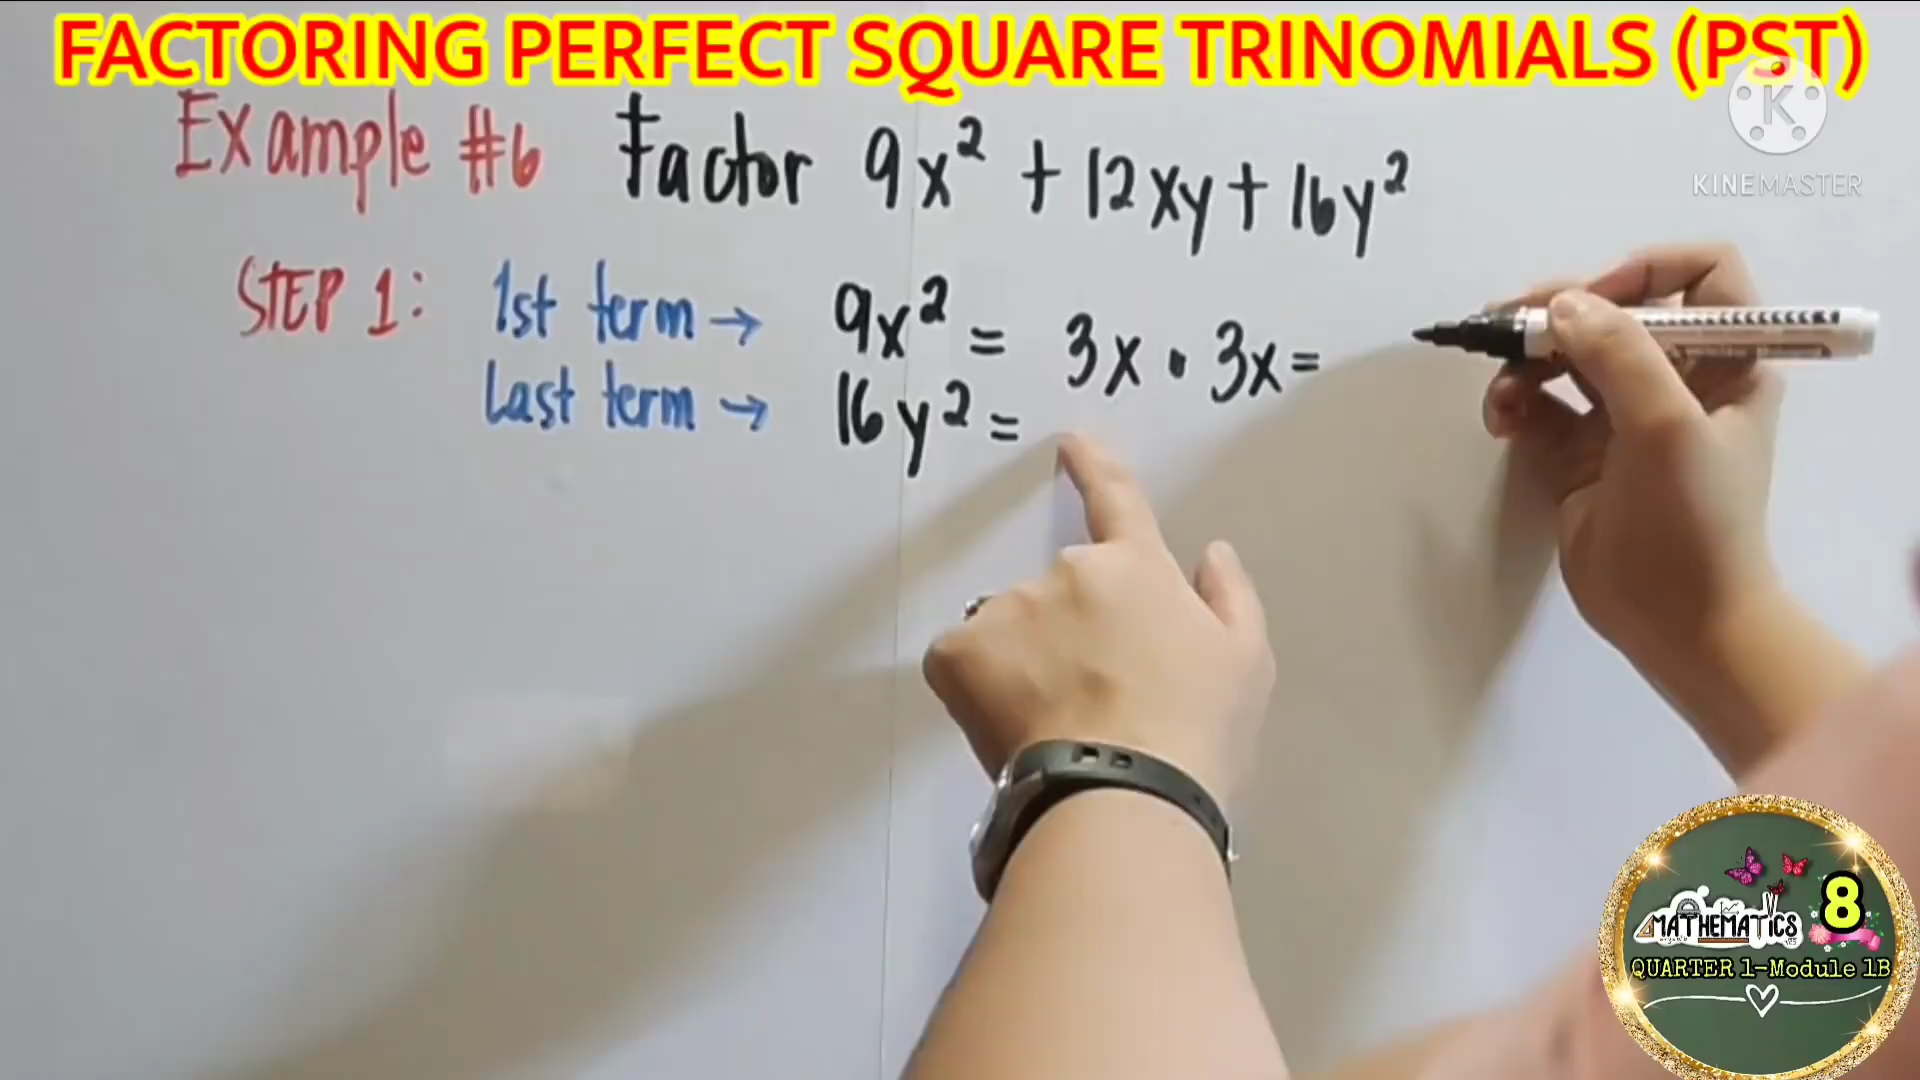 FACTORING PERFECT SQUARE TRINOMIALS (PST)
Example #6 Factor 9x² + 12xy + 16y²
KINEMASTER
STEP 1: 1st term → 9x² = 3x · 3x =
Last term → 16y² =
MATHEMATICS 8
QUARTER 1-Module 1B